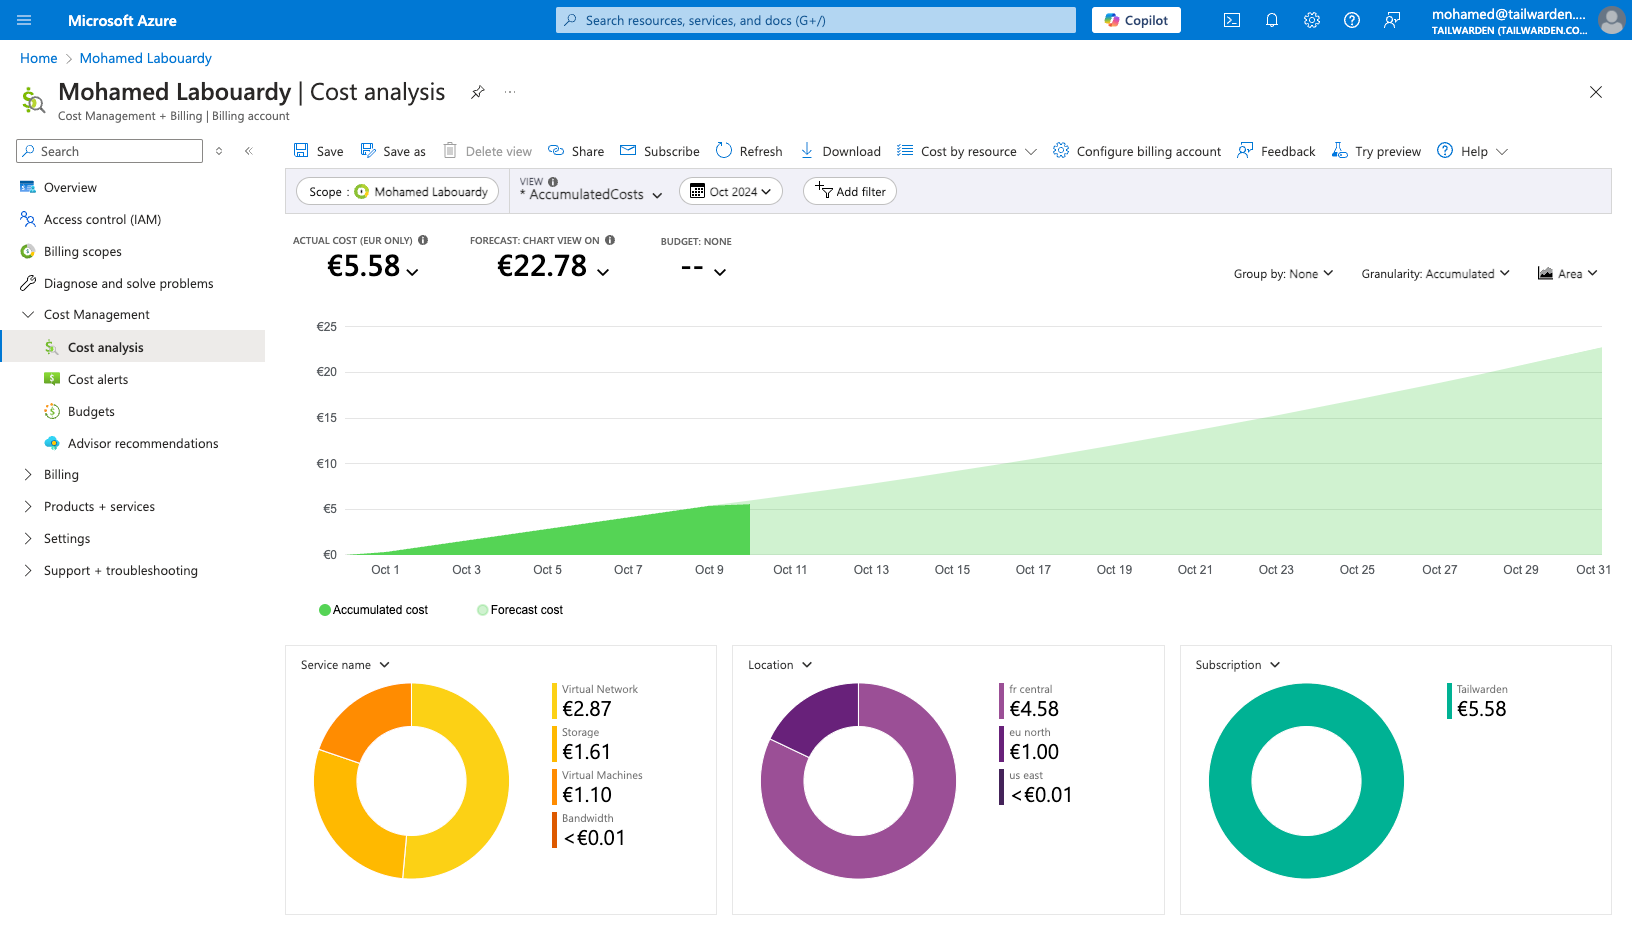 Microsoft Azure
Search resources, services, and docs (G+/)
Copilot
mohamed@tailwarden....
TAILWARDEN (TAILWARDEN.CO...
Home > Mohamed Labouardy
Mohamed Labouardy | Cost analysis
...
Cost Management + Billing | Billing account
Search
Overview
Access control (IAM)
Billing scopes
Diagnose and solve problems
Cost Management
Cost analysis
Cost alerts
Budgets
Advisor recommendations
Billing
Products + services
Settings
Support + troubleshooting
Save
Save as
Delete view
Share
Subscribe
Refresh
Download
Cost by resource
Configure billing account
Feedback
Try preview
Help
Scope : Mohamed Labouardy
VIEW
* AccumulatedCosts
Oct 2024
Add filter
ACTUAL COST (EUR ONLY)
€5.58
FORECAST: CHART VIEW ON
€22.78
BUDGET: NONE
--
Group by: None
Granularity: Accumulated
Area
€25
€20
€15
€10
€5
€0
Oct 1
Oct 3
Oct 5
Oct 7
Oct 9
Oct 11
Oct 13
Oct 15
Oct 17
Oct 19
Oct 21
Oct 23
Oct 25
Oct 27
Oct 29
Oct 31
Accumulated cost
Forecast cost
Service name
Virtual Network
€2.87
Storage
€1.61
Virtual Machines
€1.10
Bandwidth
<€0.01
Location
fr central
€4.58
eu north
€1.00
us east
<€0.01
Subscription
Tailwarden
€5.58